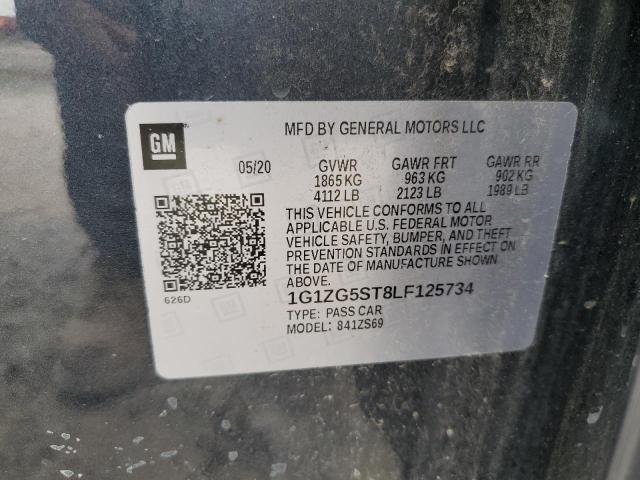 GM
MFD BY GENERAL MOTORS LLC
05/20 GVWR GAWR FRT GAWR RR
1865 KG 963 KG 902 KG
4112 LB 2123 LB 1989 LB
THIS VEHICLE CONFORMS TO ALL
APPLICABLE U.S. FEDERAL MOTOR
VEHICLE SAFETY, BUMPER, AND THEFT
PREVENTION STANDARDS IN EFFECT ON
THE DATE OF MANUFACTURE SHOWN
ABOVE.
626D
1G1ZG5ST8LF125734
TYPE: PASS CAR
MODEL: 841ZS69